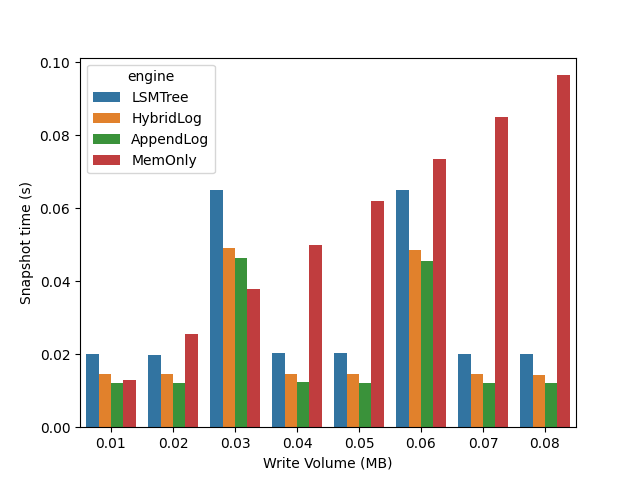 0.10
0.08
0.06
0.04
0.02
0.00
Snapshot time (s)
engine
LSMTree
HybridLog
AppendLog
MemOnly
0.01 0.02 0.03 0.04 0.05 0.06 0.07 0.08
Write Volume (MB)